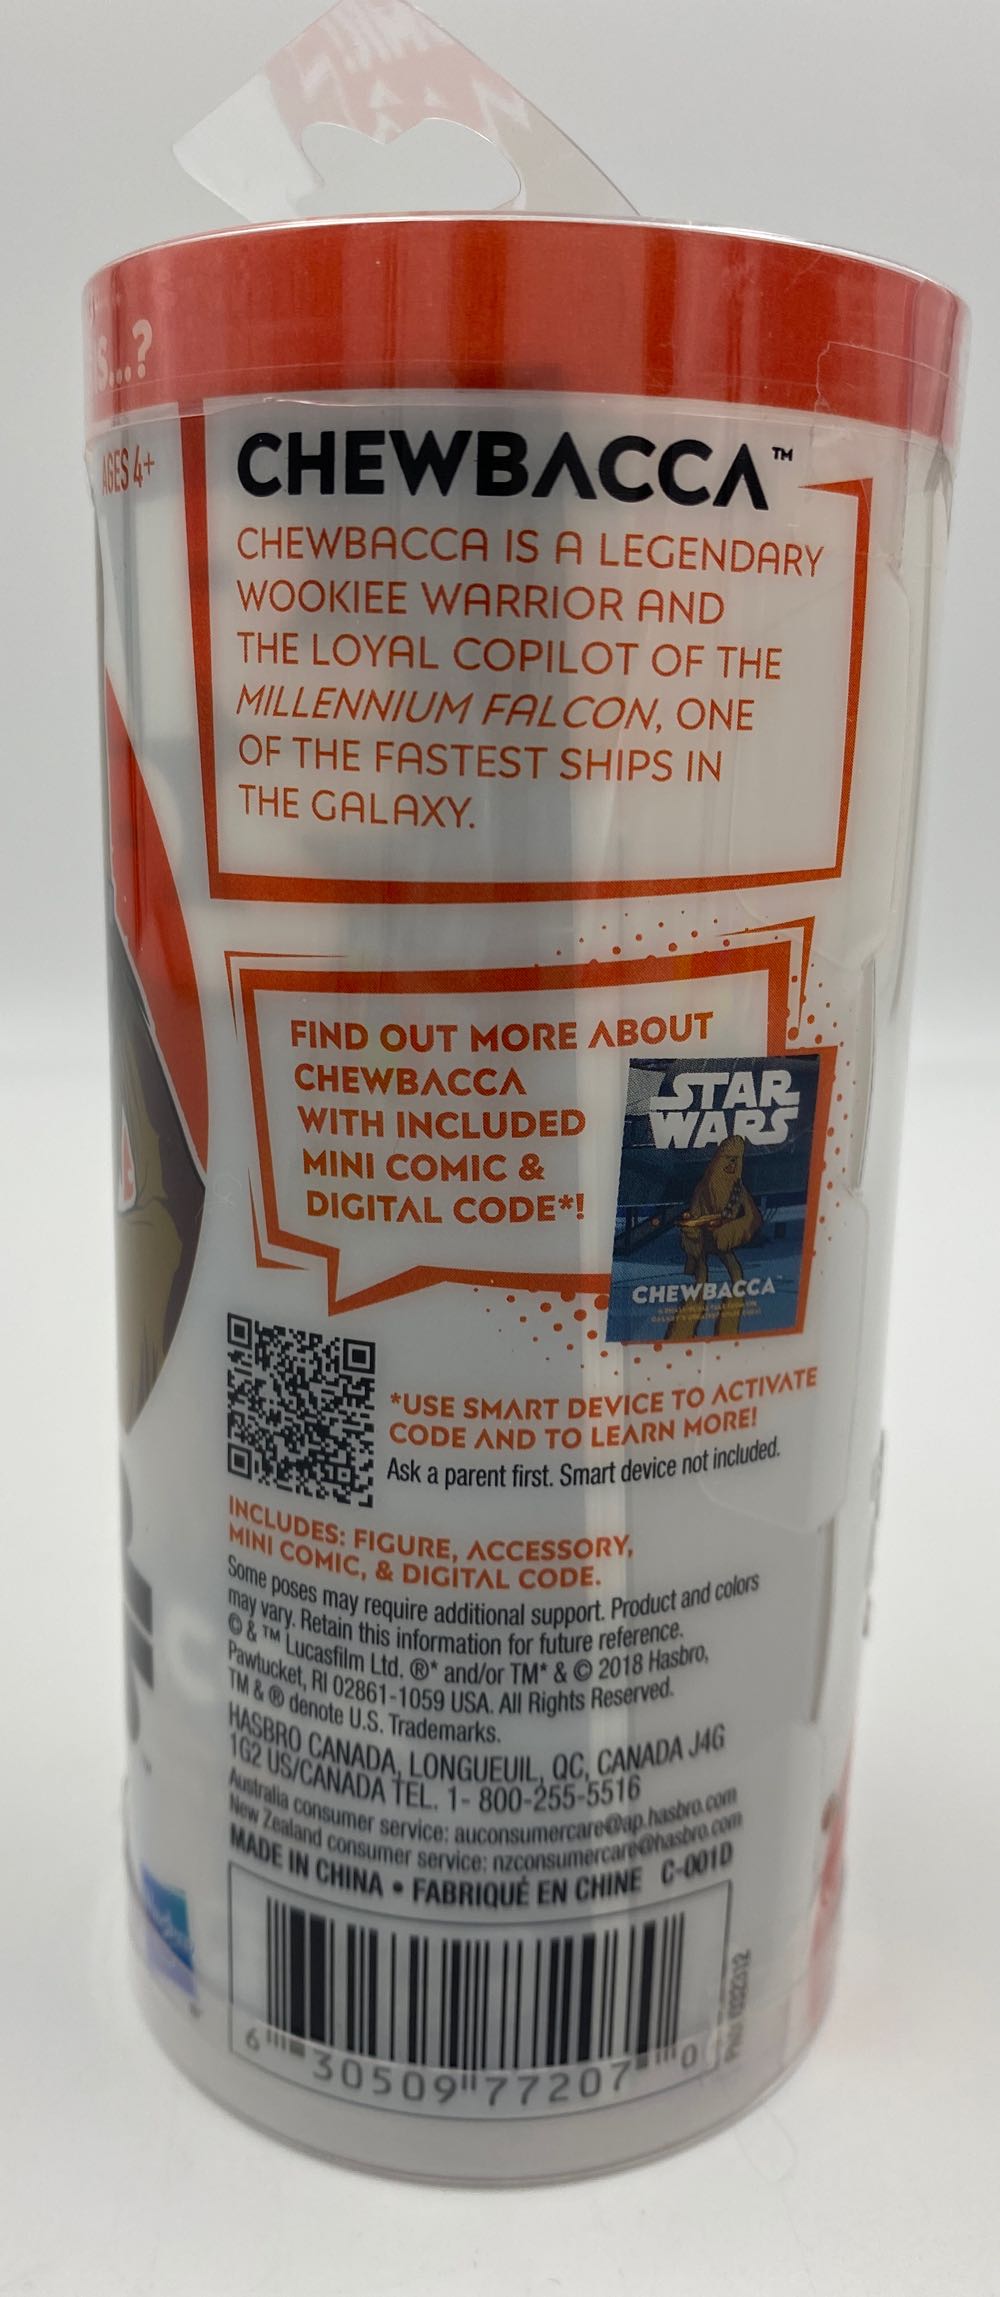 S...?
AGES 4+
CHEWBACCA™
CHEWBACCA IS A LEGENDARY
WOOKIEE WARRIOR AND
THE LOYAL COPILOT OF THE
MILLENNIUM FALCON, ONE
OF THE FASTEST SHIPS IN
THE GALAXY.
FIND OUT MORE ABOUT
CHEWBACCA
WITH INCLUDED
MINI COMIC &
DIGITAL CODE*!
STAR
WARS
CHEWBACCA
*USE SMART DEVICE TO ACTIVATE
CODE AND TO LEARN MORE!
Ask a parent first. Smart device not included.
INCLUDES: FIGURE, ACCESSORY,
MINI COMIC, & DIGITAL CODE.
Some poses may require additional support. Product and colors
may vary. Retain this information for future reference.
© & ™ Lucasfilm Ltd. ®* and/or TM* & © 2018 Hasbro,
Pawtucket, RI 02861-1059 USA. All Rights Reserved.
TM & ® denote U.S. Trademarks.
HASBRO CANADA, LONGUEUIL, QC, CANADA J4G
1G2 US/CANADA TEL. 1- 800-255-5516
Australia consumer service: auconsumercare@ap.hasbro.com
New Zealand consumer service: nzconsumercare@hasbro.com
MADE IN CHINA • FABRIQUÉ EN CHINE C-001D
6 30509 77207 0